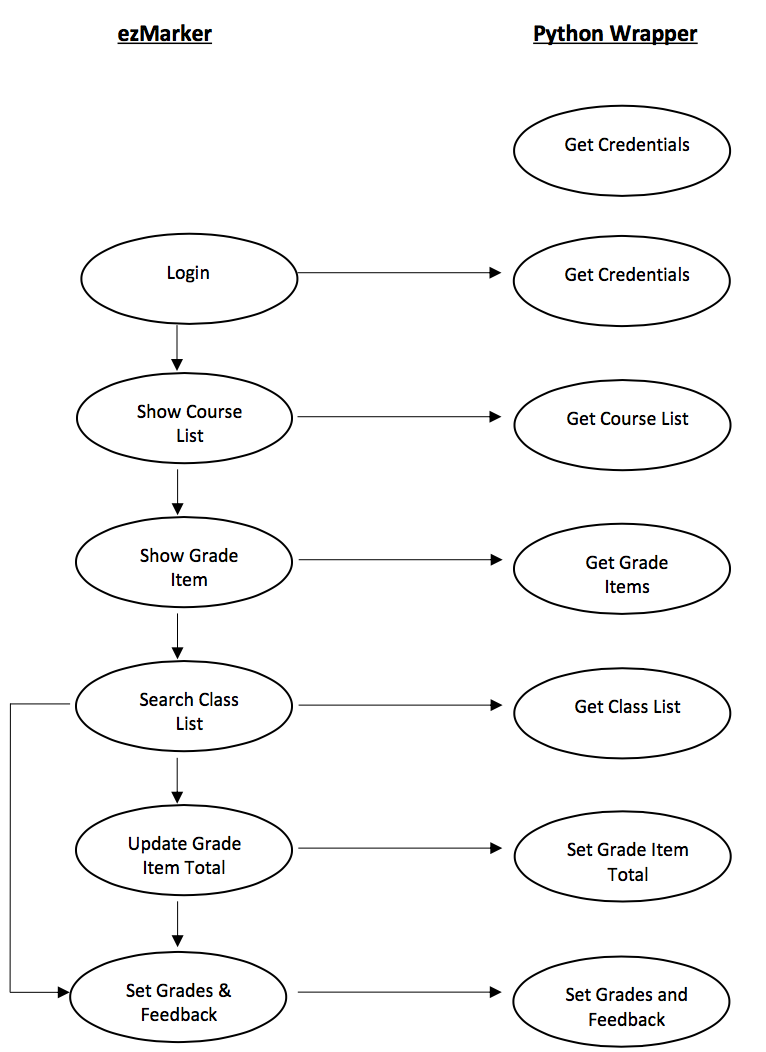 ezMarker
Python Wrapper
Get Credentials
Login
Get Credentials
Show Course
List
Get Course List
Show Grade
Item
Get Grade
Items
Search Class
List
Get Class List
Update Grade
Item Total
Set Grade Item
Total
Set Grades &
Feedback
Set Grades and
Feedback